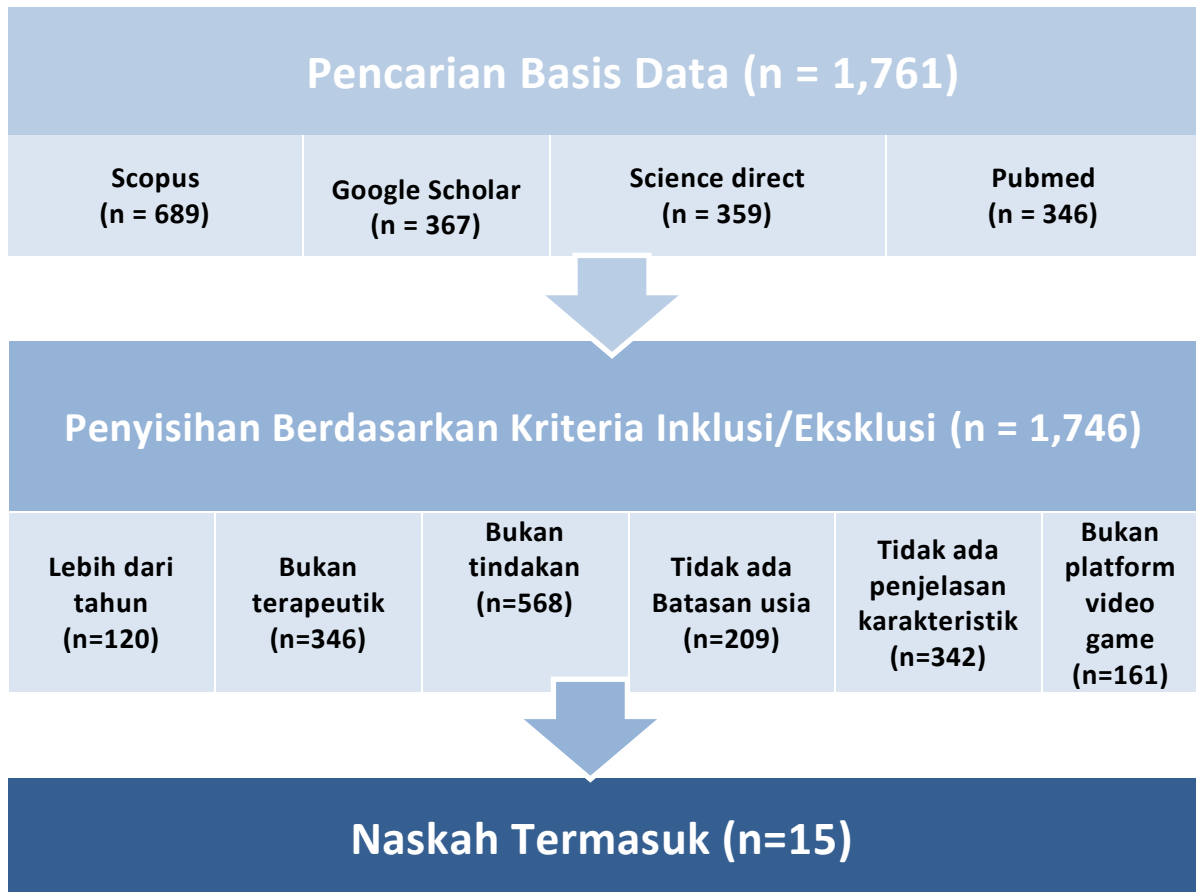 Pencarian Basis Data (n = 1,761)
Scopus
(n = 689)
Google Scholar
(n = 367)
Science direct
(n = 359)
Pubmed
(n = 346)
Penyisihan Berdasarkan Kriteria Inklusi/Eksklusi (n = 1,746)
Lebih dari
tahun
(n=120)
Bukan
terapeutik
(n=346)
Bukan
tindakan
(n=568)
Tidak ada
Batasan usia
(n=209)
Tidak ada
penjelasan
karakteristik
(n=342)
Bukan
platform
video
game
(n=161)
Naskah Termasuk (n=15)